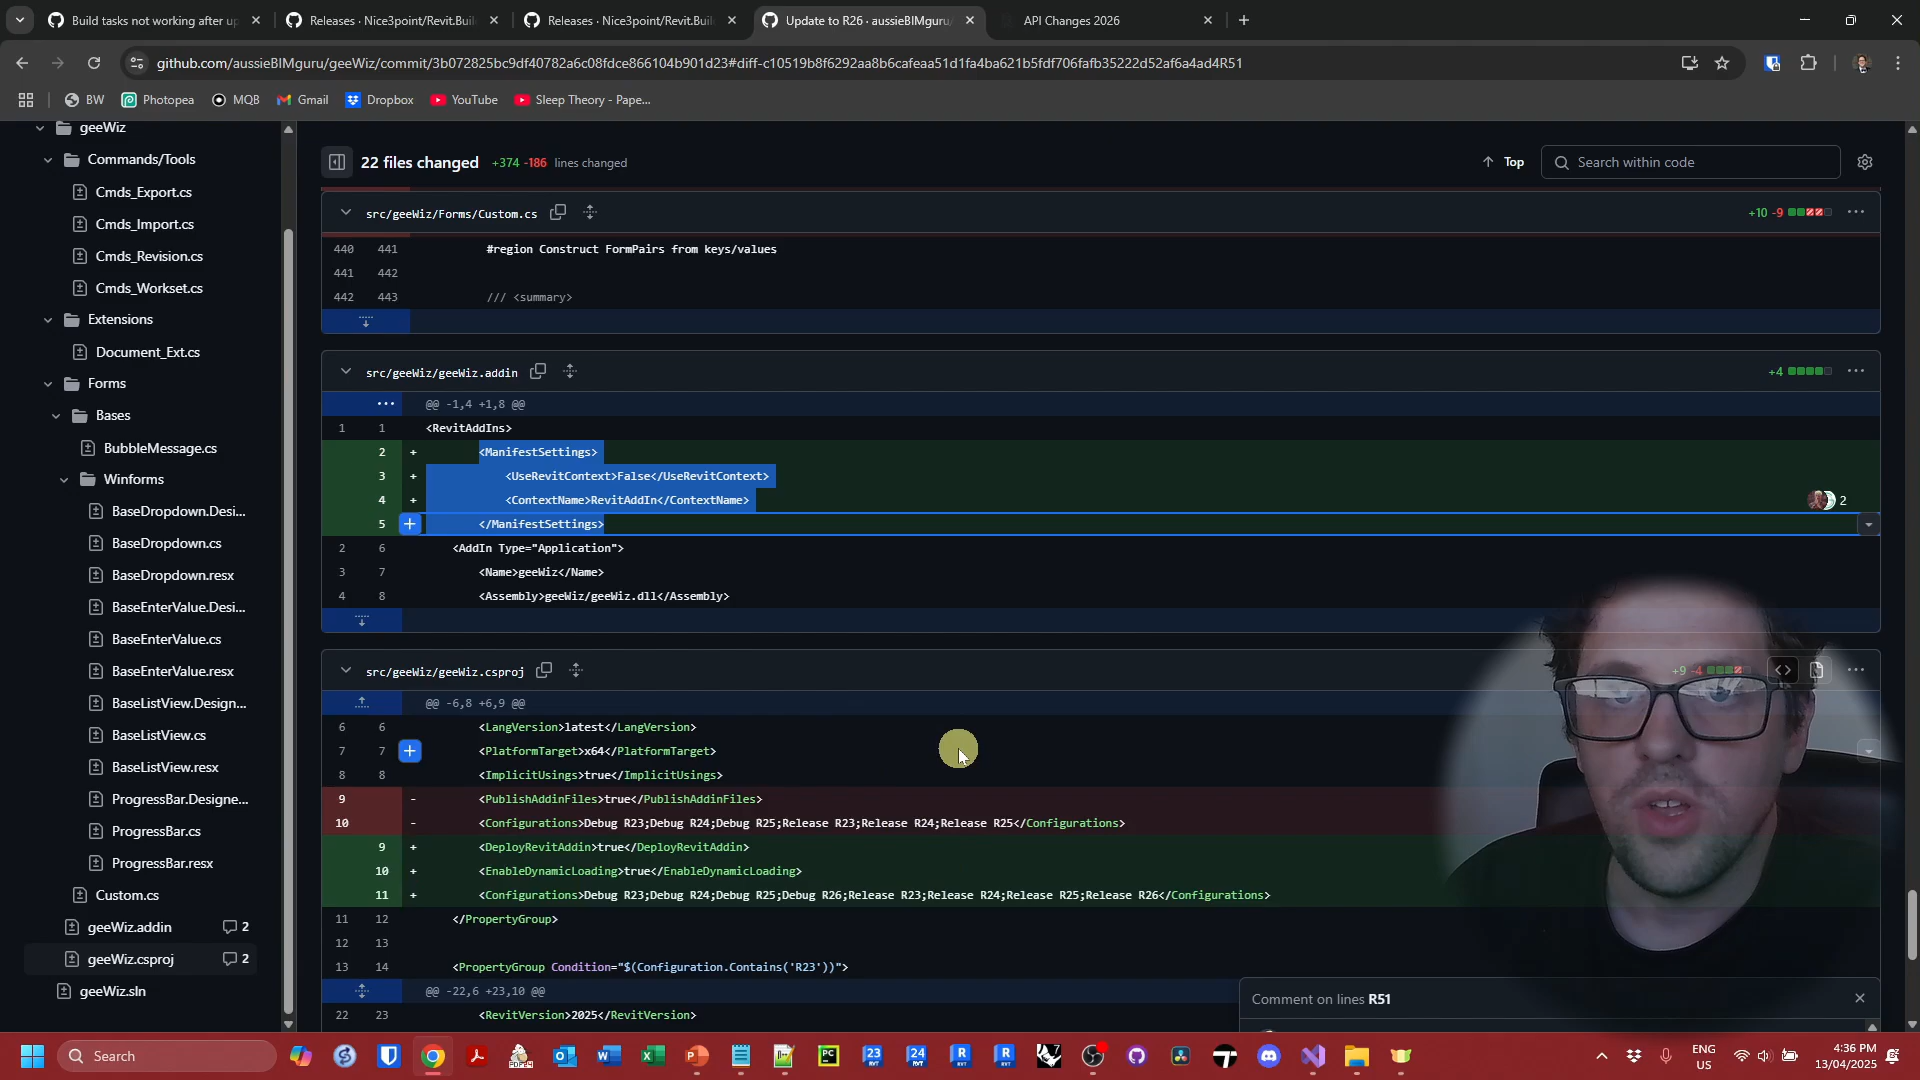 Build tasks not working after up
Releases · Nice3point/Revit.Buil
Releases · Nice3point/Revit.Buil
Update to R26 · aussieBIMguru/
API Changes 2026
github.com/aussieBIMguru/geeWiz/commit/3b072825bc9df40782a6c08fdce866104b901d23#diff-c10519b8f6292aa8b6cafeaa51d1fa4ba621b5fdf706fafb35222d52af6a4ad4R51
BW
Photopea
MQB
Gmail
Dropbox
YouTube
Sleep Theory - Pape...
geeWiz
Commands/Tools
Cmds_Export.cs
Cmds_Import.cs
Cmds_Revision.cs
Cmds_Workset.cs
Extensions
Document_Ext.cs
Forms
Bases
BubbleMessage.cs
Winforms
BaseDropdown.Desi...
BaseDropdown.cs
BaseDropdown.resx
BaseEnterValue.Desi...
BaseEnterValue.cs
BaseEnterValue.resx
BaseListView.Design...
BaseListView.cs
BaseListView.resx
ProgressBar.Designe...
ProgressBar.cs
ProgressBar.resx
Custom.cs
geeWiz.addin 2
geeWiz.csproj 2
geeWiz.sln
22 files changed +374 -186 lines changed
Top
Search within code
src/geeWiz/Forms/Custom.cs +10 -9
440 441 #region Construct FormPairs from keys/values
441 442
442 443 /// <summary>
src/geeWiz/geeWiz.addin +4
@@ -1,4 +1,8 @@
1 1 <RevitAddIns>
2 + <ManifestSettings>
3 + <UseRevitContext>False</UseRevitContext>
4 + <ContextName>RevitAddIn</ContextName> 2
5 + </ManifestSettings>
2 6 <AddIn Type="Application">
3 7 <Name>geeWiz</Name>
4 8 <Assembly>geeWiz/geeWiz.dll</Assembly>
src/geeWiz/geeWiz.csproj +9 -4
@@ -6,8 +6,9 @@
6 6 <LangVersion>latest</LangVersion>
7 7 <PlatformTarget>x64</PlatformTarget>
8 8 <ImplicitUsings>true</ImplicitUsings>
9 - <PublishAddinFiles>true</PublishAddinFiles>
10 - <Configurations>Debug R23;Debug R24;Debug R25;Release R23;Release R24;Release R25</Configurations>
9 + <DeployRevitAddin>true</DeployRevitAddin>
10 + <EnableDynamicLoading>true</EnableDynamicLoading>
11 + <Configurations>Debug R23;Debug R24;Debug R25;Debug R26;Release R23;Release R24;Release R25;Release R26</Configurations>
11 12 </PropertyGroup>
12 13
13 14 <PropertyGroup Condition="$(Configuration.Contains('R23'))">
@@ -22,6 +23,10 @@
22 23 <RevitVersion>2025</RevitVersion>
Comment on lines R51
Search
ENG
US
4:36 PM
13/04/2025